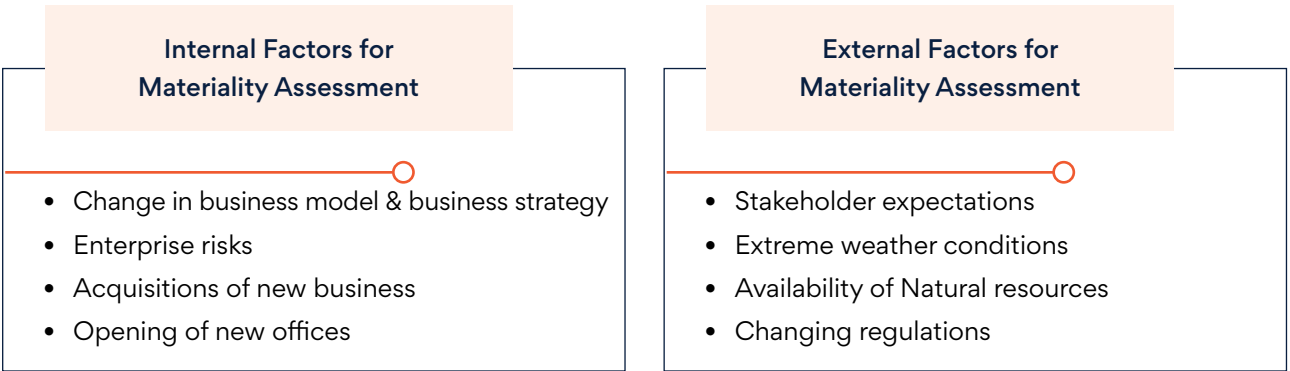 Internal Factors for
Materiality Assessment
• Change in business model & business strategy
• Enterprise risks
• Acquisitions of new business
• Opening of new offices
External Factors for
Materiality Assessment
• Stakeholder expectations
• Extreme weather conditions
• Availability of Natural resources
• Changing regulations